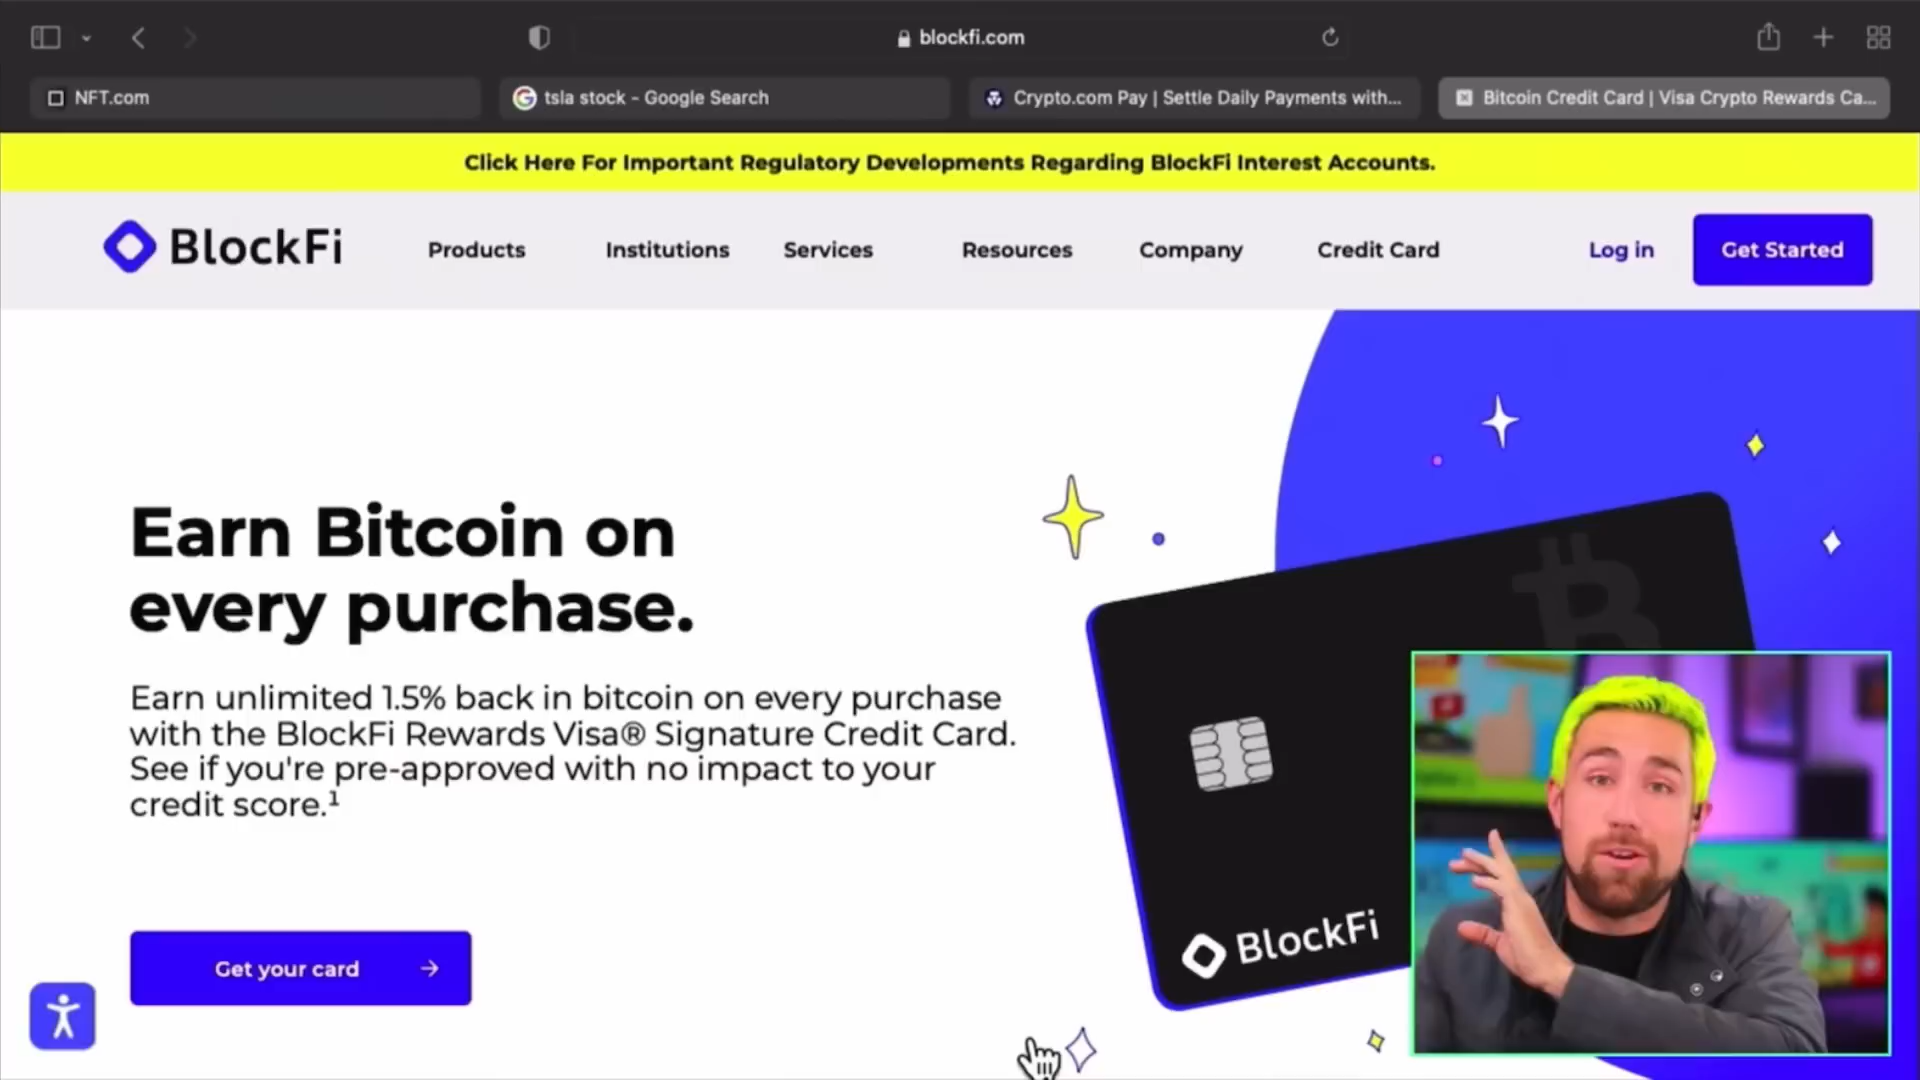 blockfi.com
NFT.com
tsla stock - Google Search
Crypto.com Pay | Settle Daily Payments with...
Bitcoin Credit Card | Visa Crypto Rewards Ca...
Click Here For Important Regulatory Developments Regarding BlockFi Interest Accounts.
BlockFi
Products
Institutions
Services
Resources
Company
Credit Card
Log in
Get Started
Earn Bitcoin on
every purchase.
Earn unlimited 1.5% back in bitcoin on every purchase
with the BlockFi Rewards Visa® Signature Credit Card.
See if you're pre-approved with no impact to your
credit score.¹
Get your card
BlockFi